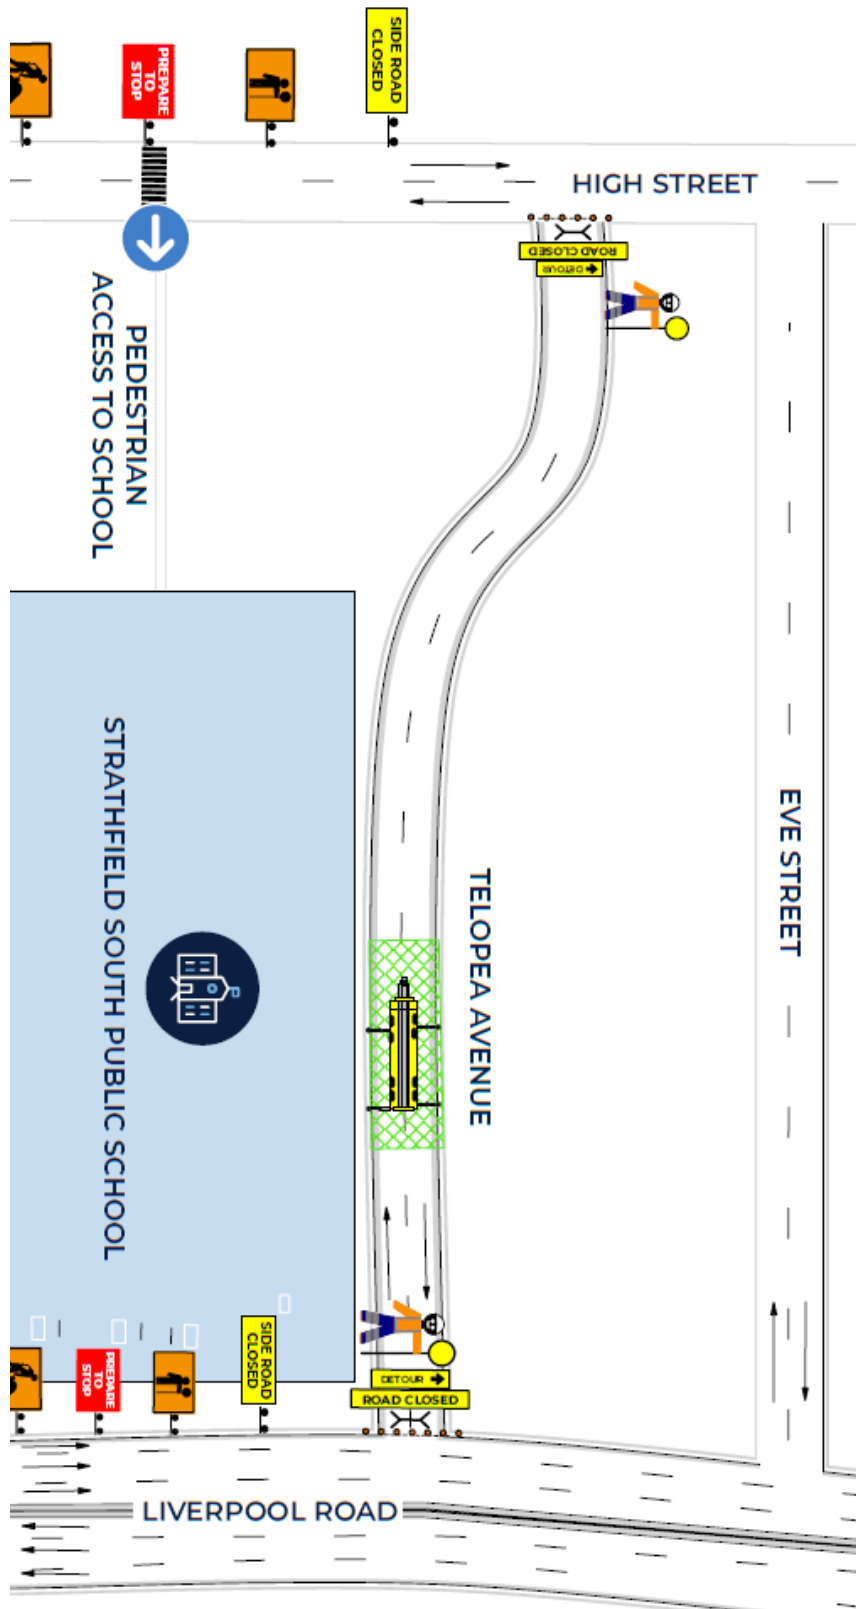 SIDE ROAD
CLOSED
PREPARE
TO
STOP
HIGH STREET
ROAD CLOSED
DETOUR
PEDESTRIAN
ACCESS TO SCHOOL
STRATHFIELD SOUTH PUBLIC SCHOOL
TELOPEA AVENUE
EVE STREET
SIDE ROAD
CLOSED
PREPARE
TO
STOP
DETOUR
ROAD CLOSED
LIVERPOOL ROAD